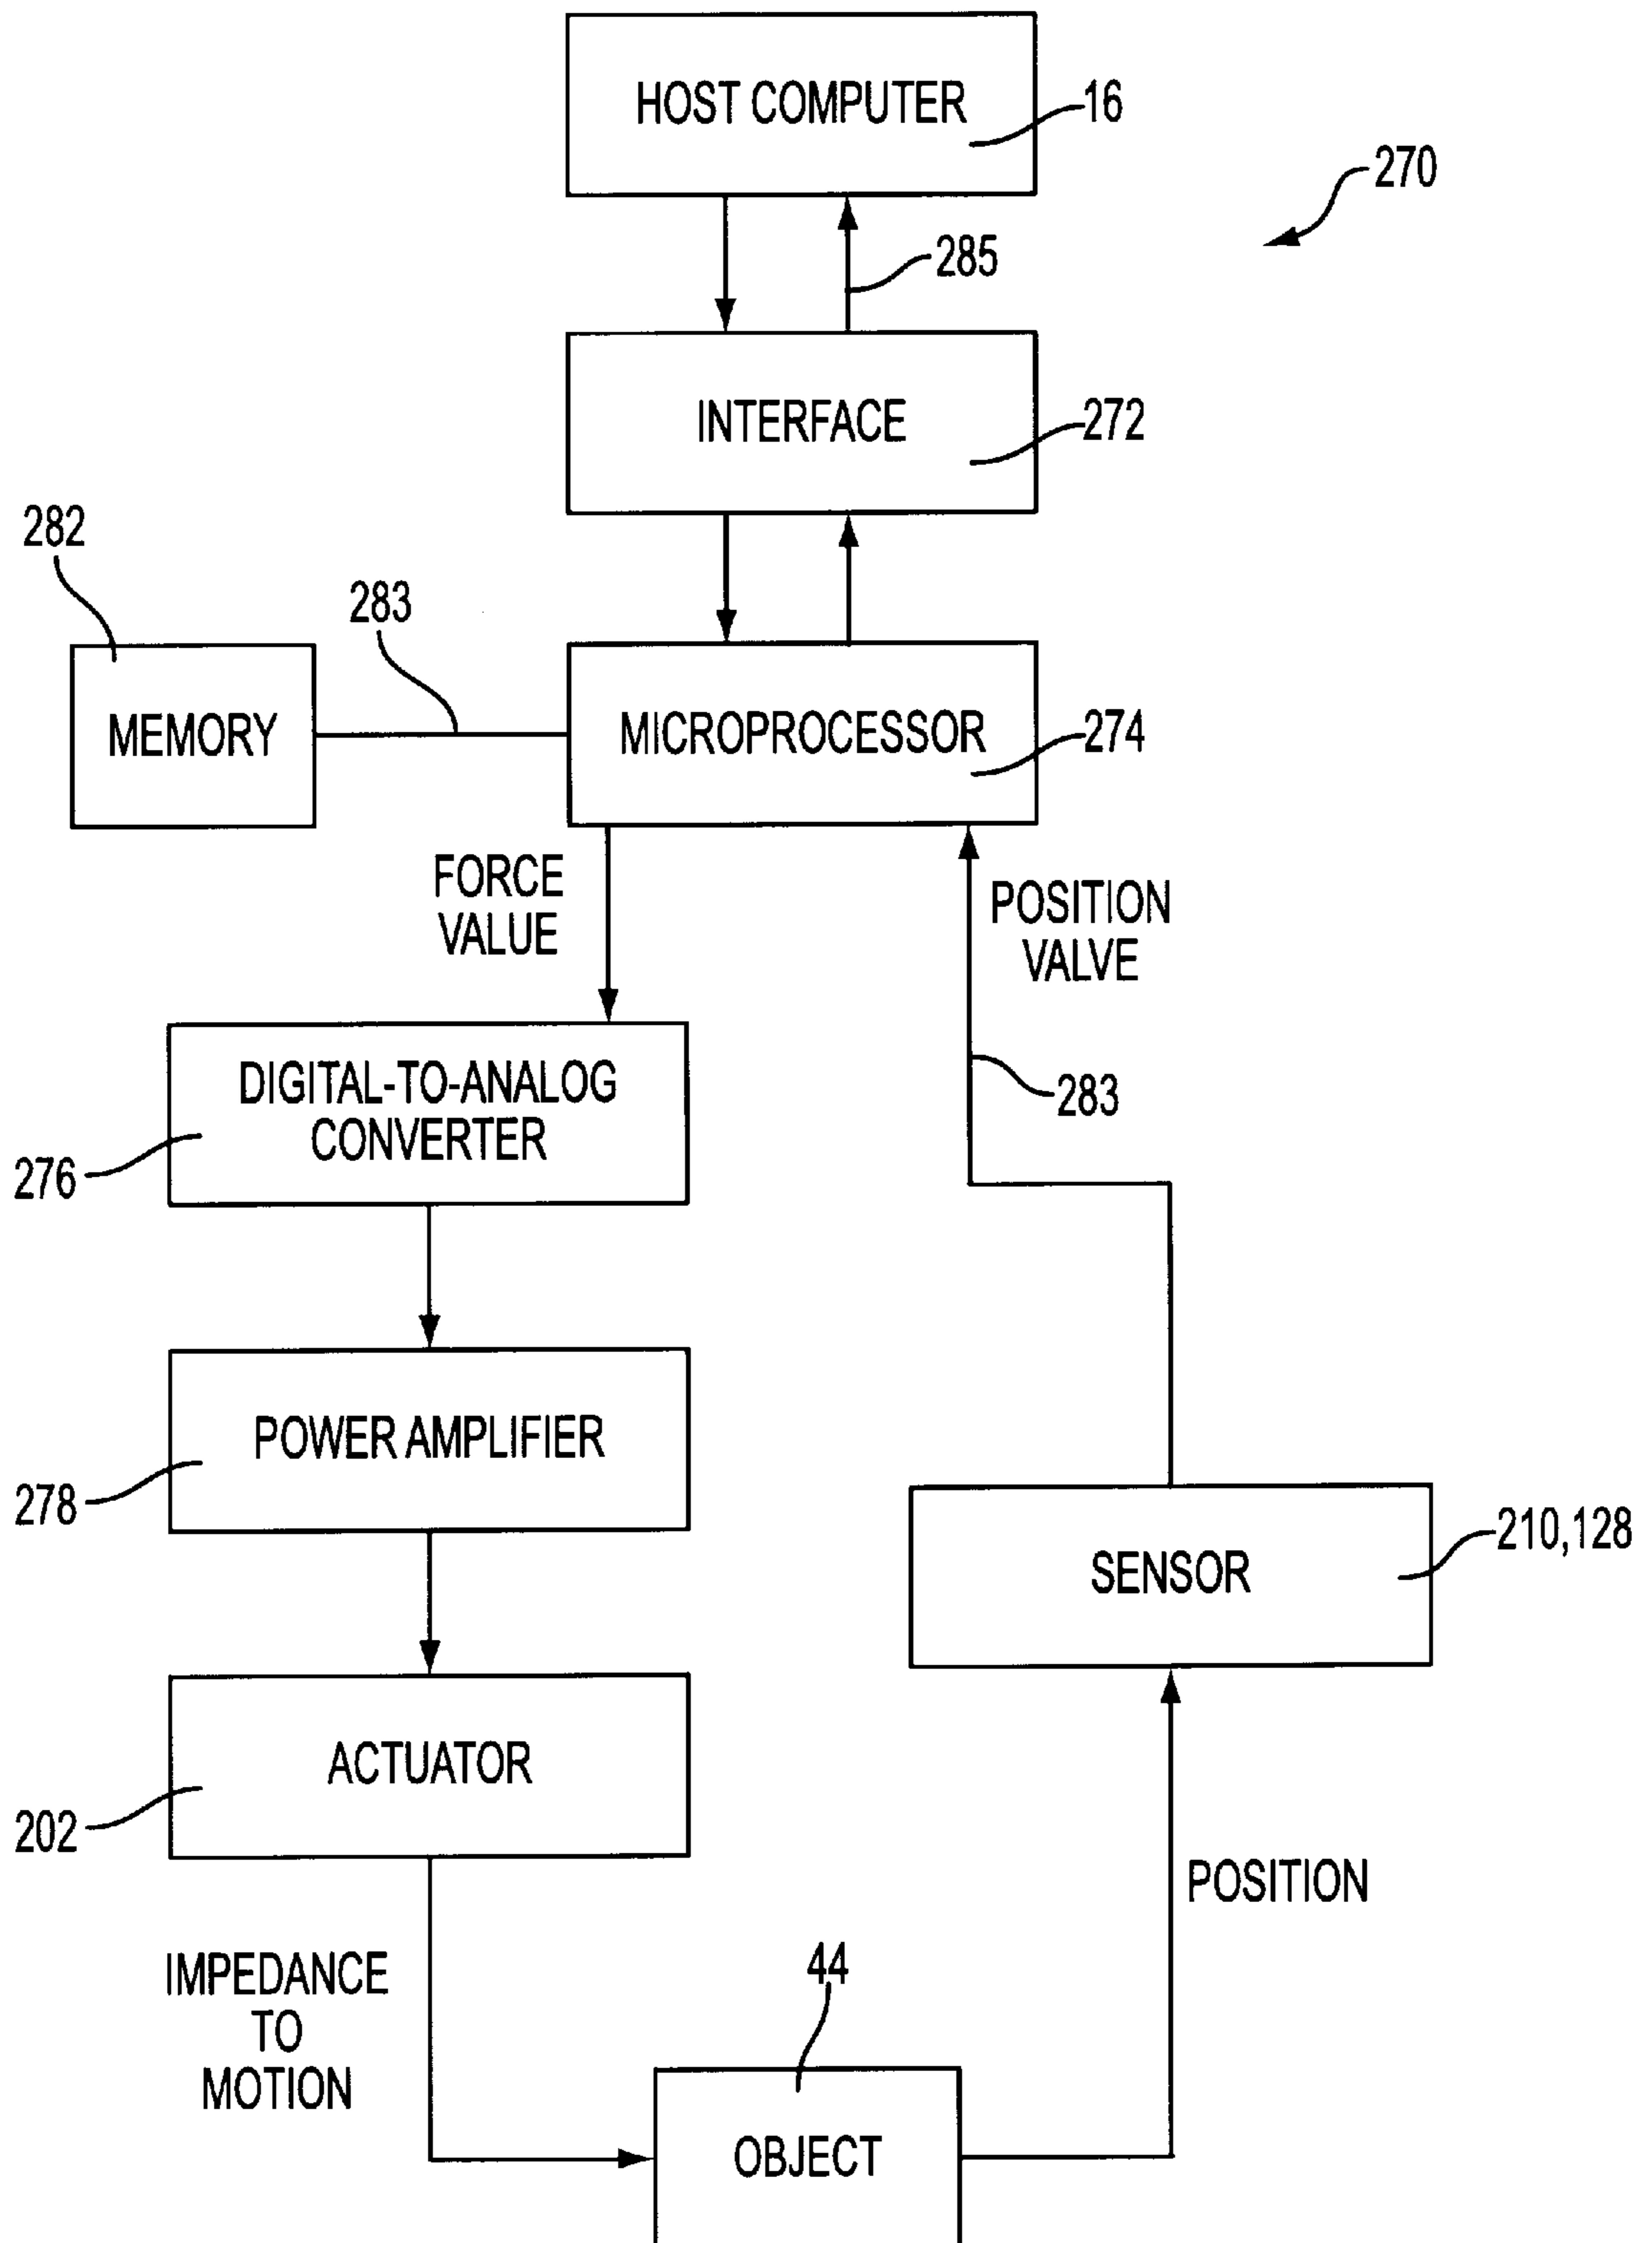 HOST COMPUTER
16
270
285
INTERFACE
272
282
283
MEMORY
MICROPROCESSOR
274
FORCE
VALUE
POSITION
VALVE
DIGITAL-TO-ANALOG
CONVERTER
283
276
POWER AMPLIFIER
278
SENSOR
210,128
ACTUATOR
202
POSITION
IMPEDANCE
TO
MOTION
44
OBJECT